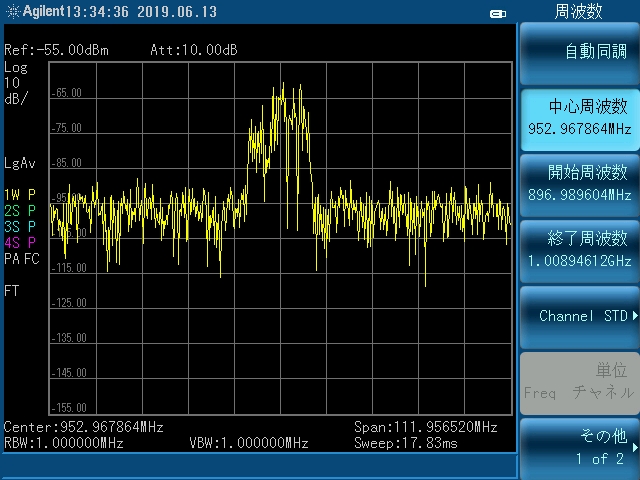 Agilent 13:34:36 2019.06.13
周波数
Ref:-55.00dBm Att:10.00dB
Log
10
dB/
LgAv
1W P
2S P
3S P
4S P
PA FC
FT
-65.00
-75.00
-85.00
-95.00
-115.00
-125.00
-135.00
-145.00
-155.00
Center:952.967864MHz Span:111.956520MHz
RBW:1.000000MHz VBW:1.000000MHz Sweep:17.83ms
自動同調
中心周波数
952.967864MHz
開始周波数
896.989604MHz
終了周波数
1.00894612GHz
Channel STD
単位
Freq チャネル
その他
1 of 2